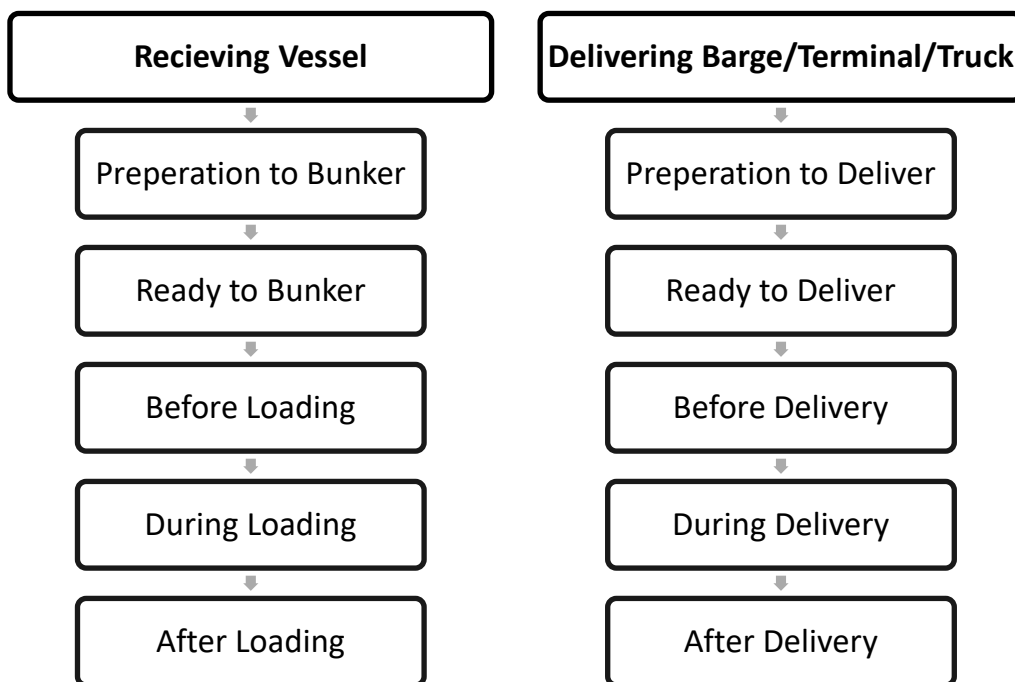 Recieving Vessel
Preperation to Bunker
Ready to Bunker
Before Loading
During Loading
After Loading
Delivering Barge/Terminal/Truck
Preperation to Deliver
Ready to Deliver
Before Delivery
During Delivery
After Delivery